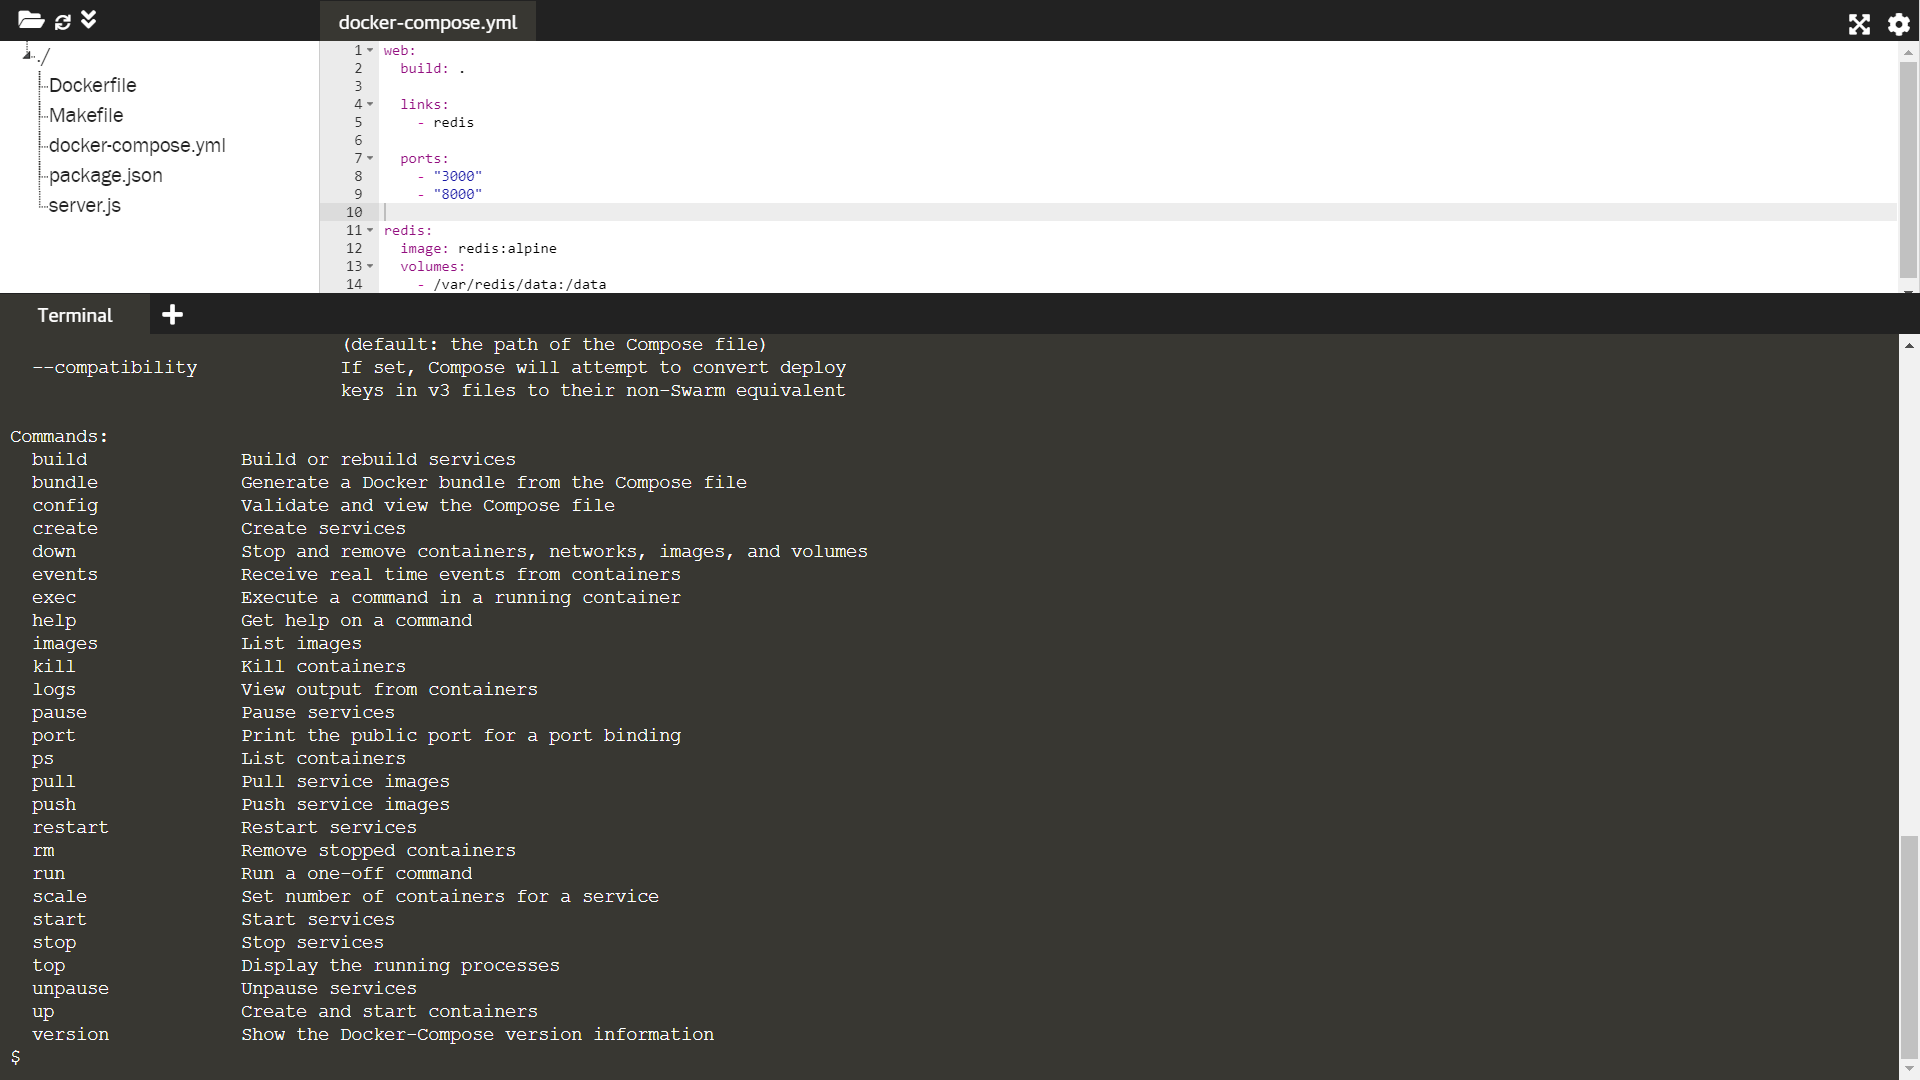 docker-compose.yml
./
Dockerfile
Makefile
docker-compose.yml
package.json
server.js
1 web:
2   build: .
3
4   links:
5     - redis
6
7   ports:
8     - "3000"
9     - "8000"
10
11 redis:
12   image: redis:alpine
13   volumes:
14     - /var/redis/data:/data
Terminal
(default: the path of the Compose file)
--compatibility             If set, Compose will attempt to convert deploy
keys in v3 files to their non-Swarm equivalent
Commands:
build              Build or rebuild services
bundle             Generate a Docker bundle from the Compose file
config             Validate and view the Compose file
create             Create services
down               Stop and remove containers, networks, images, and volumes
events             Receive real time events from containers
exec               Execute a command in a running container
help               Get help on a command
images             List images
kill               Kill containers
logs               View output from containers
pause              Pause services
port               Print the public port for a port binding
ps                 List containers
pull               Pull service images
push               Push service images
restart            Restart services
rm                 Remove stopped containers
run                Run a one-off command
scale              Set number of containers for a service
start              Start services
stop               Stop services
top                Display the running processes
unpause            Unpause services
up                 Create and start containers
version            Show the Docker-Compose version information
$